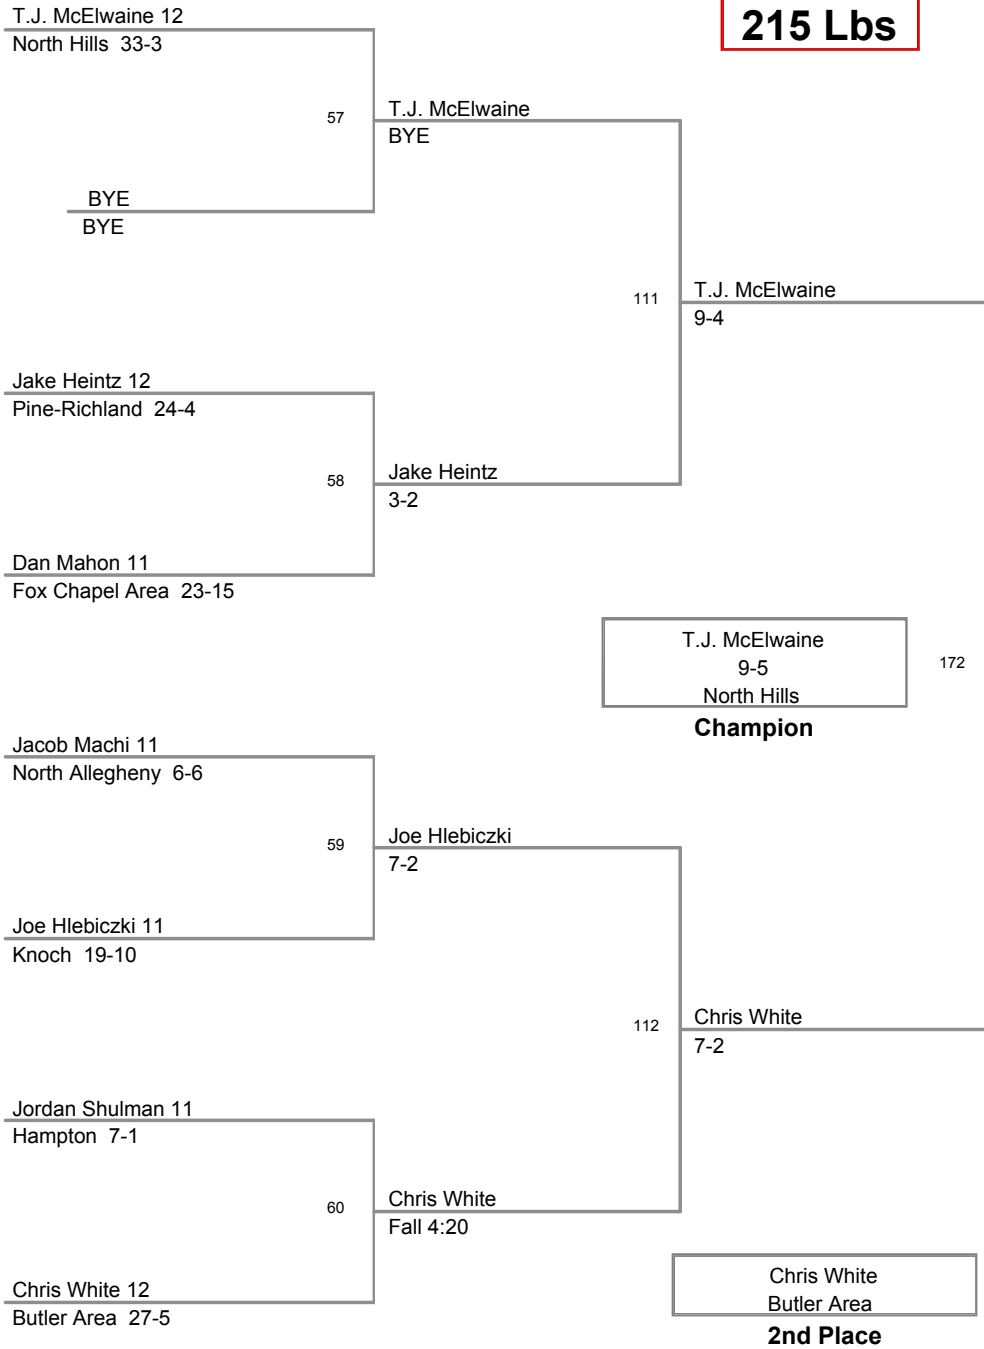 T.J. McElwaine 12
215 Lbs
North Hills 33-3
57
T.J. McElwaine
BYE
BYE
BYE
111
T.J. McElwaine
9-4
Jake Heintz 12
Pine-Richland 24-4
58
Jake Heintz
3-2
Dan Mahon 11
Fox Chapel Area 23-15
T.J. McElwaine
9-5
North Hills
172
Champion
Jacob Machi 11
North Allegheny 6-6
59
Joe Hlebiczki
7-2
Joe Hlebiczki 11
Knoch 19-10
112
Chris White
7-2
Jordan Shulman 11
Hampton 7-1
60
Chris White
Fall 4:20
Chris White 12
Butler Area 27-5
Chris White
Butler Area
2nd Place